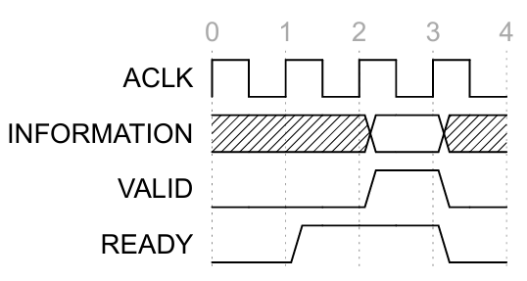 0 1 2 3 4
ACLK
INFORMATION
VALID
READY